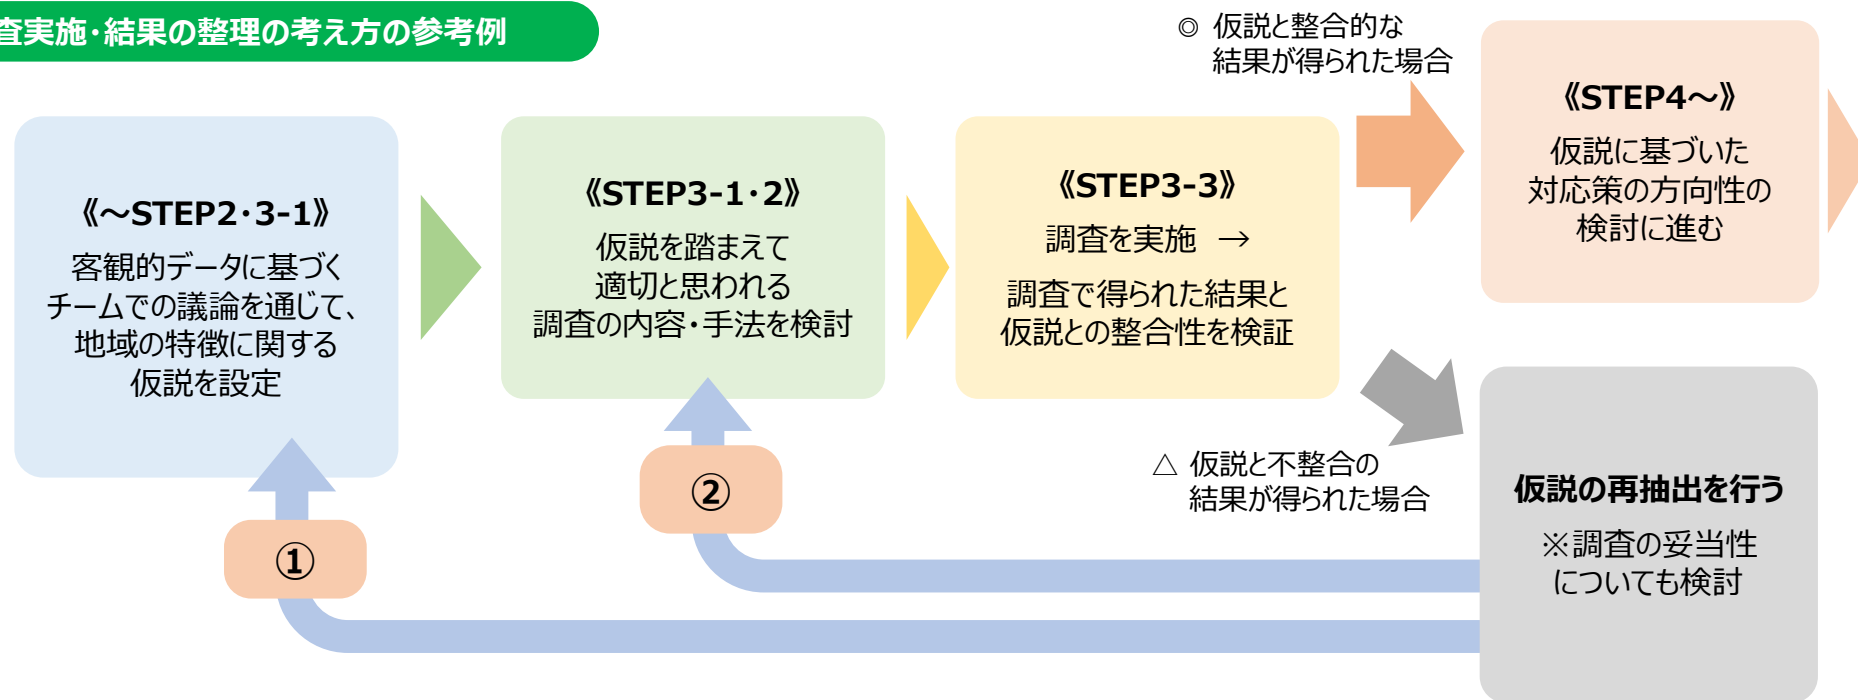 査実施・結果の整理の考え方の参考例
◎ 仮説と整合的な
結果が得られた場合
《～STEP2・3-1》
客観的データに基づく
チームでの議論を通じて、
地域の特徴に関する
仮説を設定
《STEP3-1・2》
仮説を踏まえて
適切と思われる
調査の内容・手法を検討
《STEP3-3》
調査を実施 →
調査で得られた結果と
仮説との整合性を検証
《STEP4～》
仮説に基づいた
対応策の方向性の
検討に進む
△ 仮説と不整合の
結果が得られた場合
仮説の再抽出を行う
※調査の妥当性
についても検討
②
①